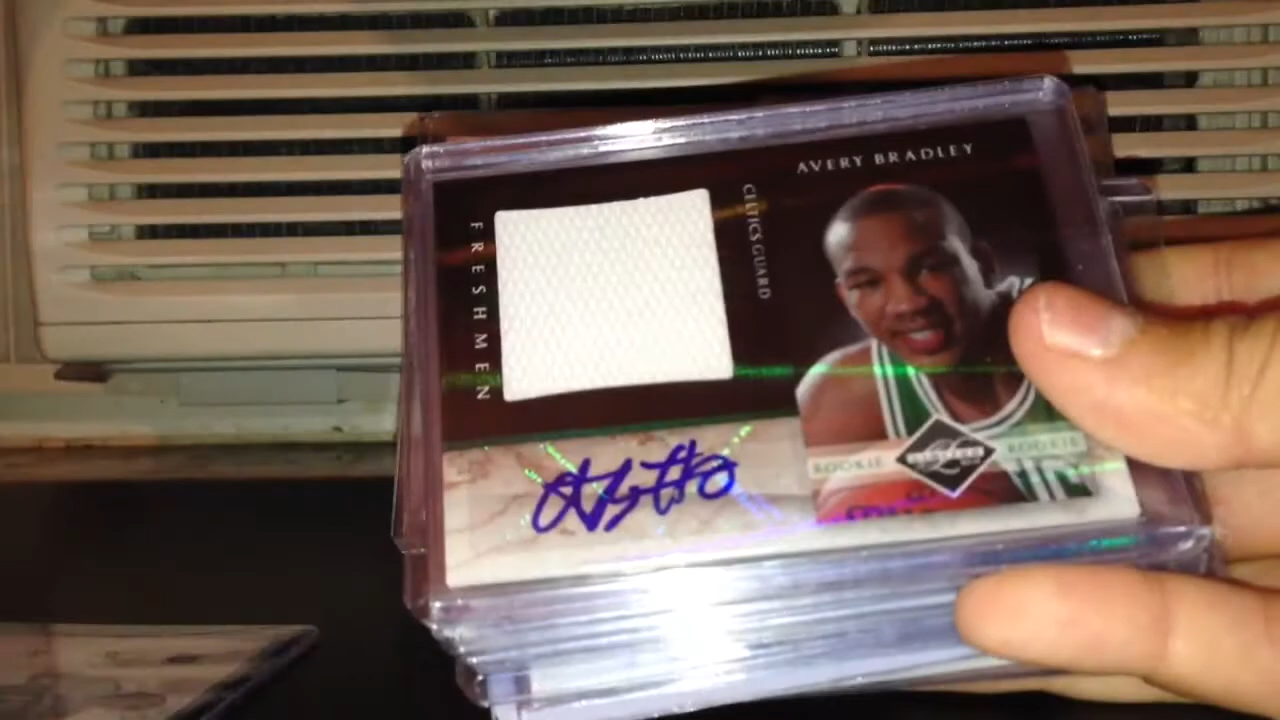 AVERY BRADLEY
CELTICS GUARD
FRESHMEN
ROOKIE
ROOKIE